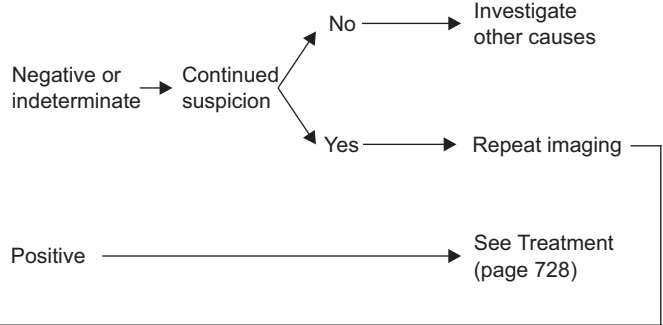 No
Investigate
other causes
Negative or
indeterminate
Continued
suspicion
Yes
Repeat imaging
Positive
See Treatment
(page 728)